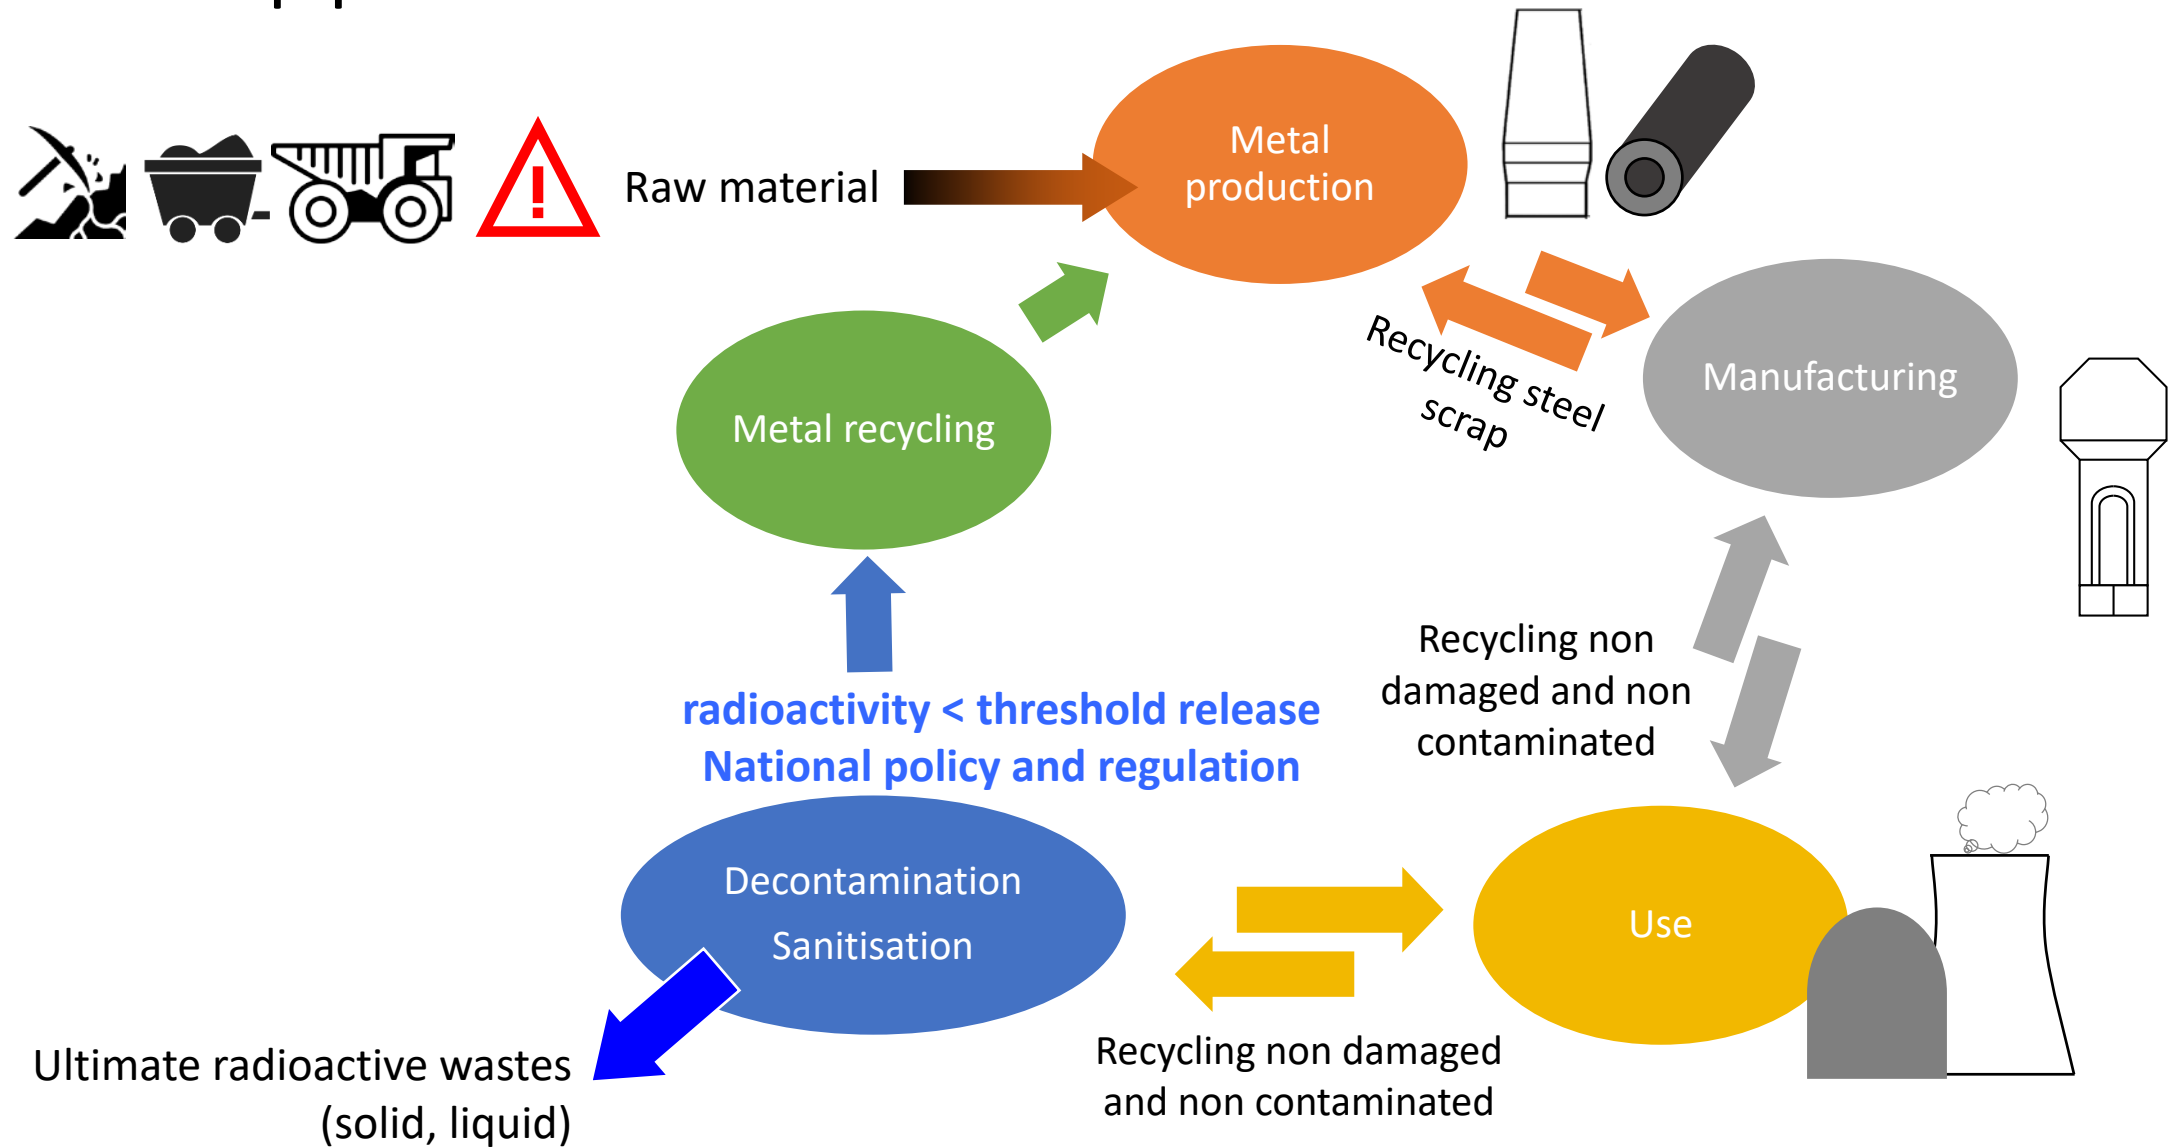 Metal
production
Raw material
!
Recycling steel
scrap
Manufacturing
Metal recycling
Recycling non
damaged and non
contaminated
radioactivity < threshold release
National policy and regulation
Decontamination
Sanitisation
Use
Recycling non damaged
and non contaminated
Ultimate radioactive wastes
(solid, liquid)